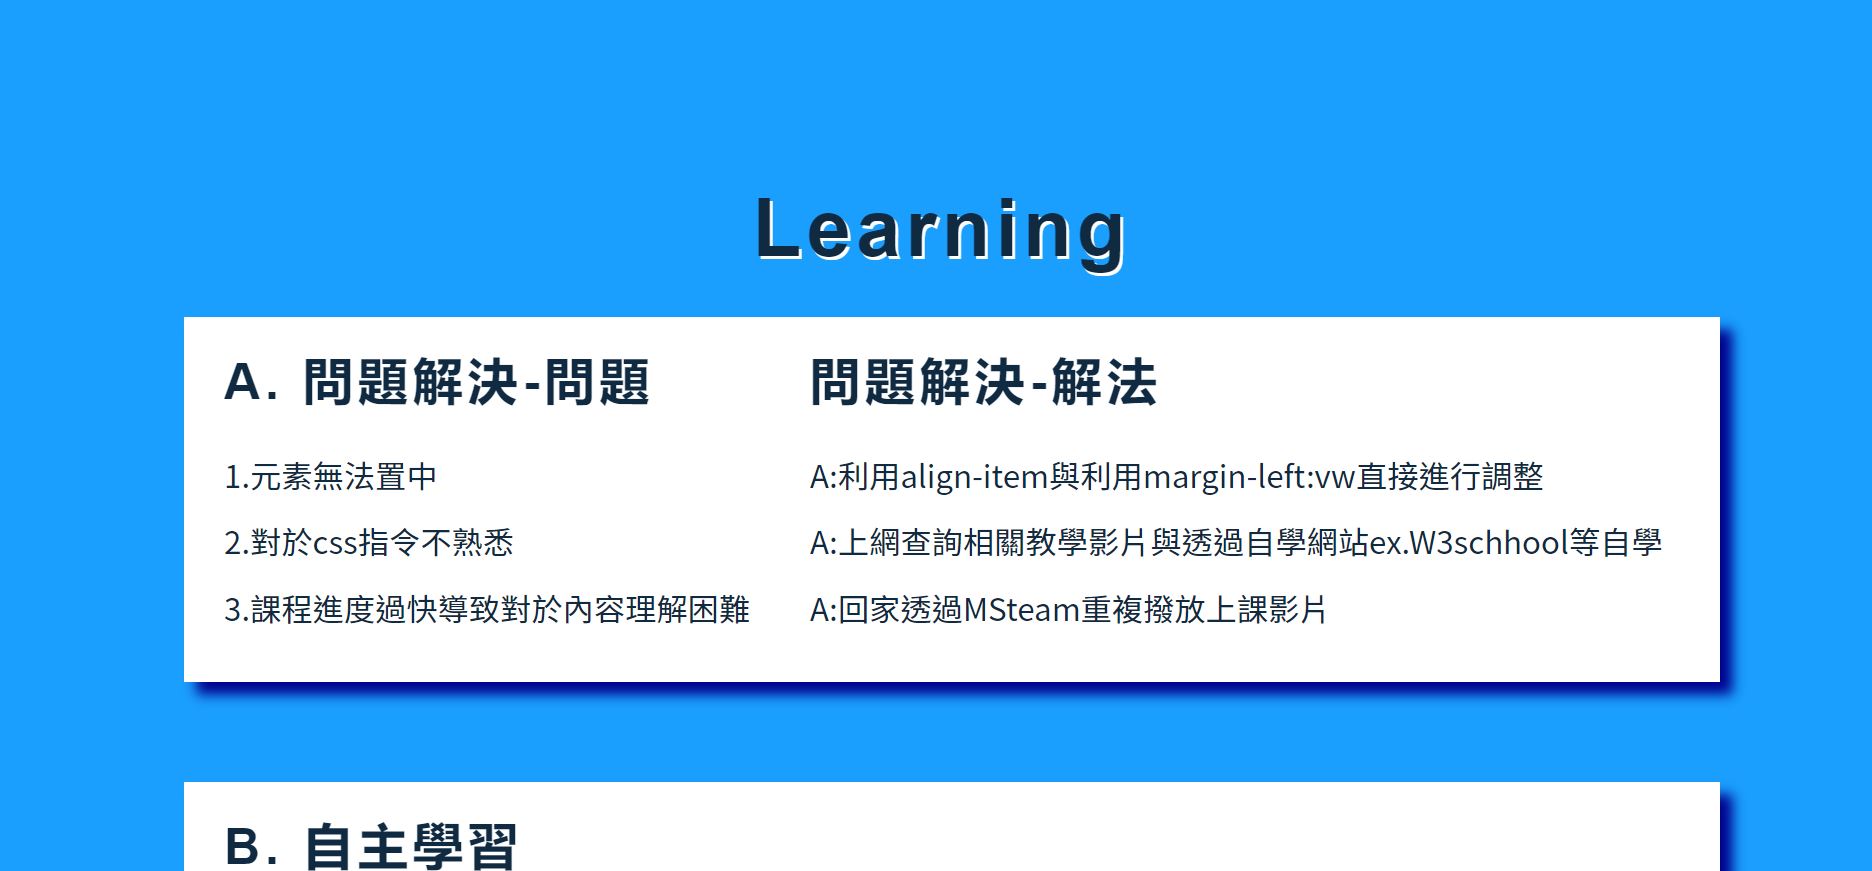 Learning
A. 問題解決-問題
問題解決-解法
1.元素無法置中
A:利用align-item與利用margin-left:vw直接進行調整
2.對於css指令不熟悉
A:上網查詢相關教學影片與透過自學網站ex.W3schhool等自學
3.課程進度過快導致對於內容理解困難
A:回家透過MSteam重複撥放上課影片
B. 自主學習